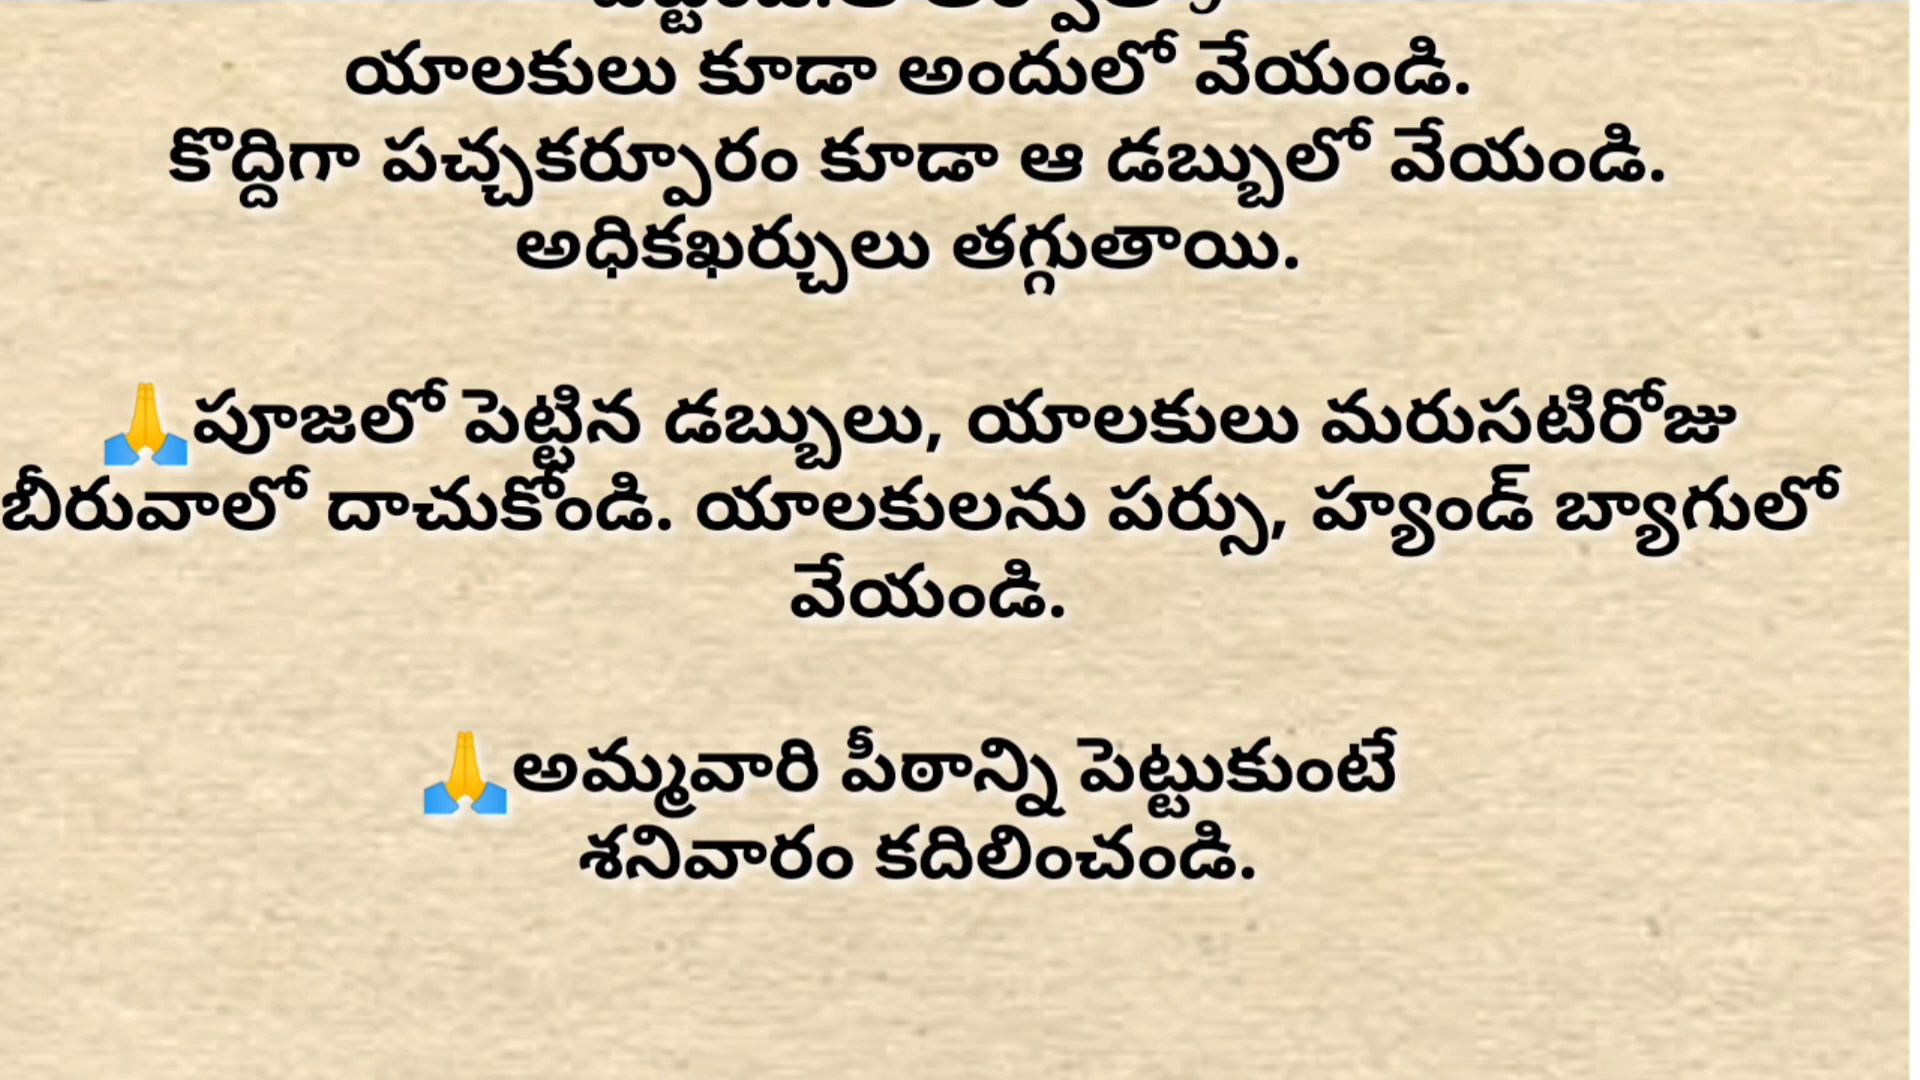 యాలకులు కూడా అందులో వేయండి.
కొద్దిగా పచ్చకర్పూరం కూడా ఆ డబ్బులో వేయండి.
అధికఖర్చులు తగ్గుతాయి.
🙏పూజలో పెట్టిన డబ్బులు, యాలకులు మరుసటిరోజు
బీరువాలో దాచుకోండి. యాలకులను పర్సు, హ్యండ్ బ్యాగులో
వేయండి.
🙏అమ్మవారి పీఠాన్ని పెట్టుకుంటే
శనివారం కదిలించండి.